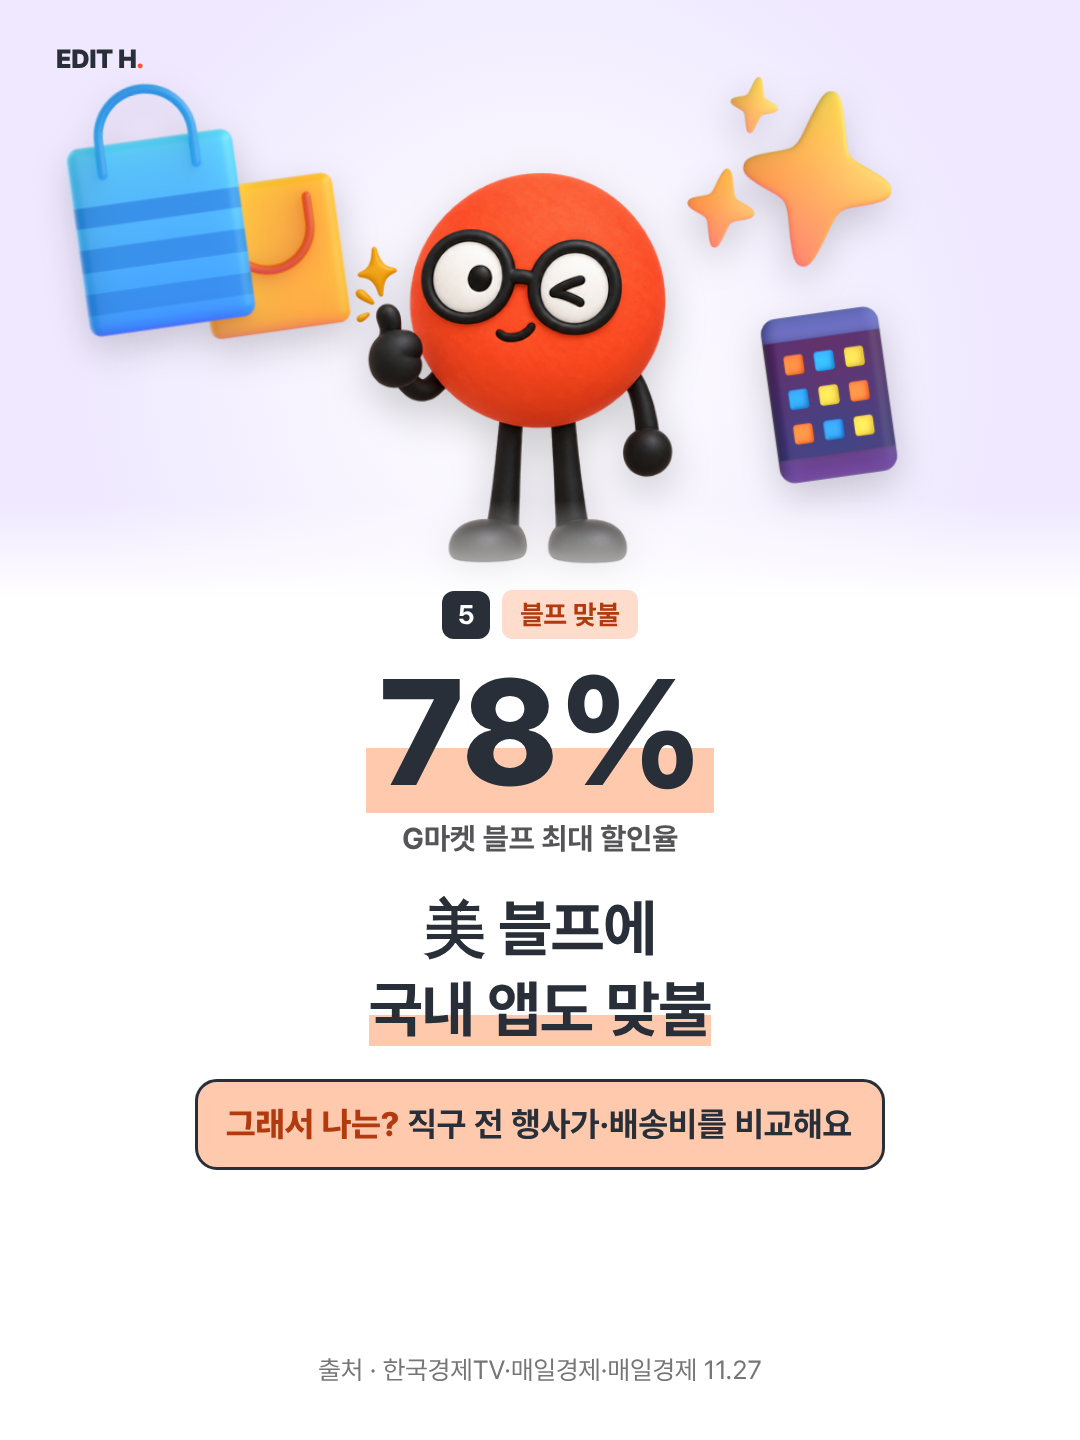 EDIT H.
5
블프 맞불
78%
G마켓 블프 최대 할인율
美 블프에
국내 앱도 맞불
그래서 나는? 직구 전 행사가·배송비를 비교해요
출처 · 한국경제TV·매일경제·매일경제 11.27